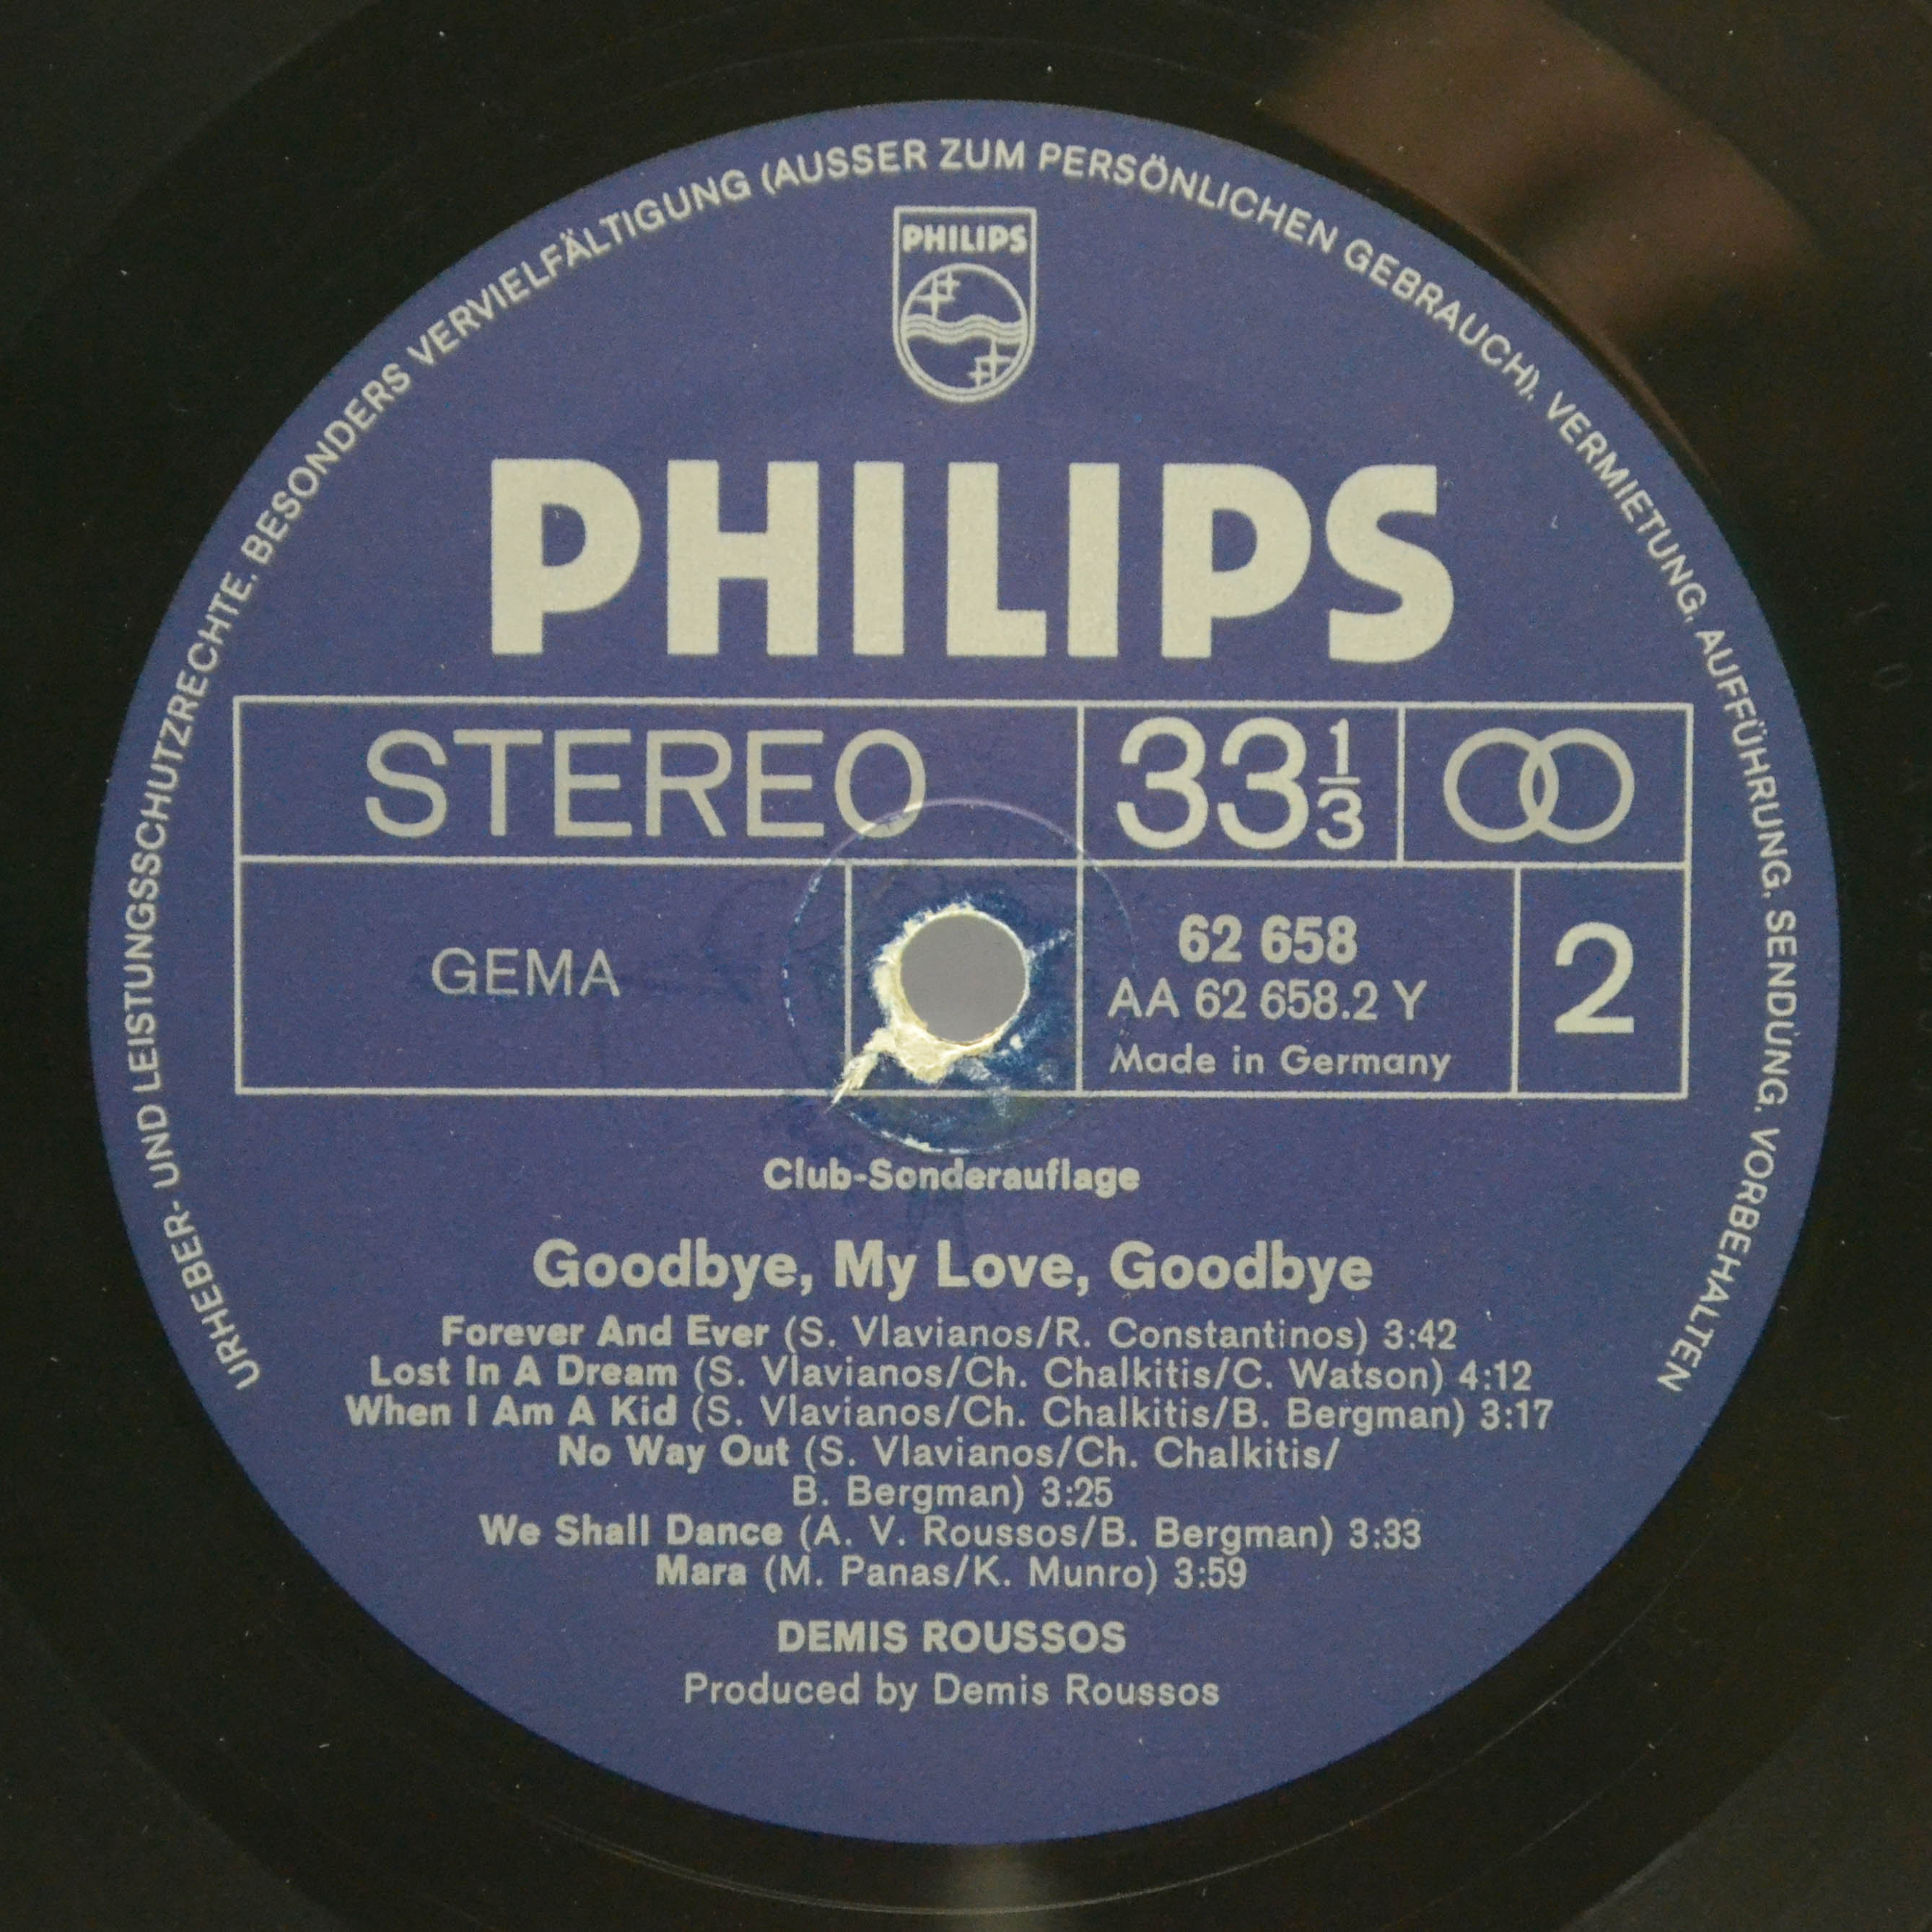 URHEBER- UND LEISTUNGSSCHUTZRECHTE, BESONDERS VERVIELFÄLTIGUNG (AUSSER ZUM PERSÖNLICHEN GEBRAUCH), VERMIETUNG, AUFFÜHRUNG, SENDUNG, VORBEHALTEN
PHILIPS
PHILIPS
STEREO 33 1/3
GEMA
62 658
AA 62 658.2 Y
Made in Germany
2
Club-Sonderauflage
Goodbye, My Love, Goodbye
Forever And Ever (S. Vlavianos/R. Constantinos) 3:42
Lost In A Dream (S. Vlavianos/Ch. Chalkitis/C. Watson) 4:12
When I Am A Kid (S. Vlavianos/Ch. Chalkitis/B. Bergman) 3:17
No Way Out (S. Vlavianos/Ch. Chalkitis/
B. Bergman) 3:25
We Shall Dance (A. V. Roussos/B. Bergman) 3:33
Mara (M. Panas/K. Munro) 3:59
DEMIS ROUSSOS
Produced by Demis Roussos